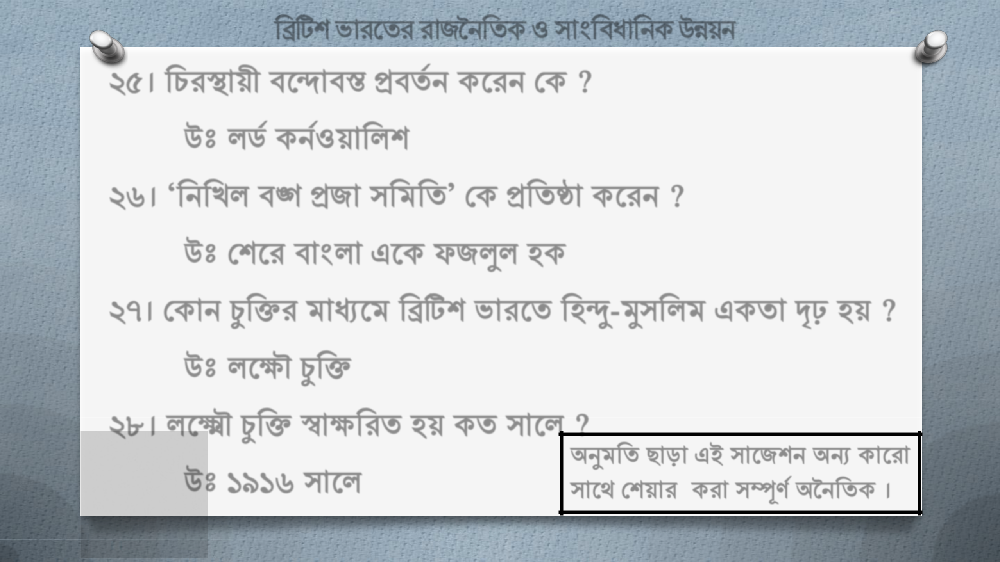 ব্রিটিশ ভারতের রাজনৈতিক ও সাংবিধানিক উন্নয়ন
২৫। চিরস্থায়ী বন্দোবস্ত প্রবর্তন করেন কে ?
উঃ লর্ড কর্নওয়ালিশ
২৬। ‘নিখিল বঙ্গ প্রজা সমিতি’ কে প্রতিষ্ঠা করেন ?
উঃ শেরে বাংলা একে ফজলুল হক
২৭। কোন চুক্তির মাধ্যমে ব্রিটিশ ভারতে হিন্দু-মুসলিম একতা দৃঢ় হয় ?
উঃ লক্ষৌ চুক্তি
২৮। লক্ষ্মৌ চুক্তি স্বাক্ষরিত হয় কত সালে ?
উঃ ১৯১৬ সালে
অনুমতি ছাড়া এই সাজেশন অন্য কারো
সাথে শেয়ার করা সম্পূর্ণ অনৈতিক ।